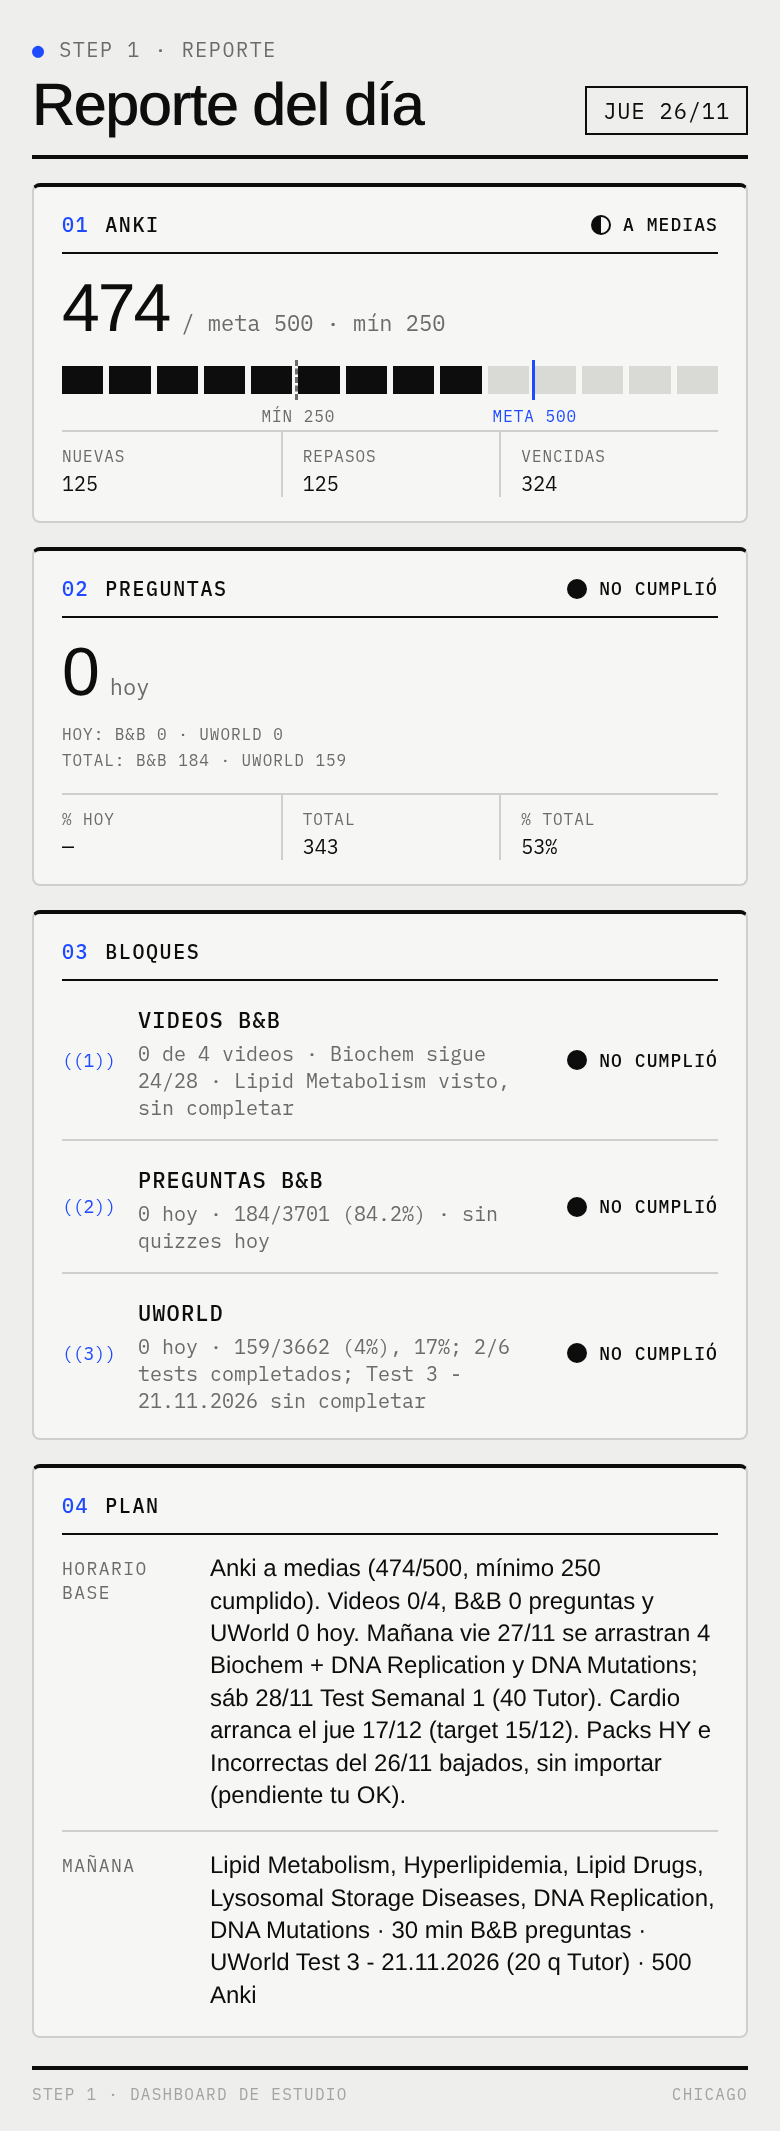 STEP 1 · REPORTE
Reporte del día
JUE 26/11
01 ANKI
A MEDIAS
474 / meta 500 · mín 250
MÍN 250
META 500
NUEVAS
125
REPASOS
125
VENCIDAS
324
02 PREGUNTAS
NO CUMPLIÓ
0 hoy
HOY: B&B 0 · UWORLD 0
TOTAL: B&B 184 · UWORLD 159
% HOY
—
TOTAL
343
% TOTAL
53%
03 BLOQUES
((1))
VIDEOS B&B
0 de 4 videos · Biochem sigue
24/28 · Lipid Metabolism visto,
sin completar
NO CUMPLIÓ
((2))
PREGUNTAS B&B
0 hoy · 184/3701 (84.2%) · sin
quizzes hoy
NO CUMPLIÓ
((3))
UWORLD
0 hoy · 159/3662 (4%), 17%; 2/6
tests completados; Test 3 -
21.11.2026 sin completar
NO CUMPLIÓ
04 PLAN
HORARIO
BASE
Anki a medias (474/500, mínimo 250
cumplido). Videos 0/4, B&B 0 preguntas y
UWorld 0 hoy. Mañana vie 27/11 se arrastran 4
Biochem + DNA Replication y DNA Mutations;
sáb 28/11 Test Semanal 1 (40 Tutor). Cardio
arranca el jue 17/12 (target 15/12). Packs HY e
Incorrectas del 26/11 bajados, sin importar
(pendiente tu OK).
MAÑANA
Lipid Metabolism, Hyperlipidemia, Lipid Drugs,
Lysosomal Storage Diseases, DNA Replication,
DNA Mutations · 30 min B&B preguntas ·
UWorld Test 3 - 21.11.2026 (20 q Tutor) · 500
Anki
STEP 1 · DASHBOARD DE ESTUDIO
CHICAGO